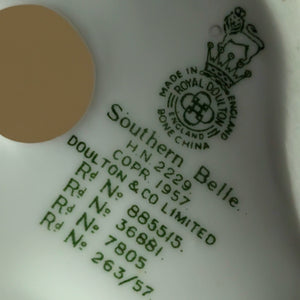 MADE IN ENGLAND
ROYAL DOULTON
ENGLAND
BONE CHINA
Southern Belle
H.N. 2229.
COPR. 1957.
DOULTON & CO LIMITED
Rd No 885515.
Rd No 36881.
Rd No 7805.
Rd No 263/57